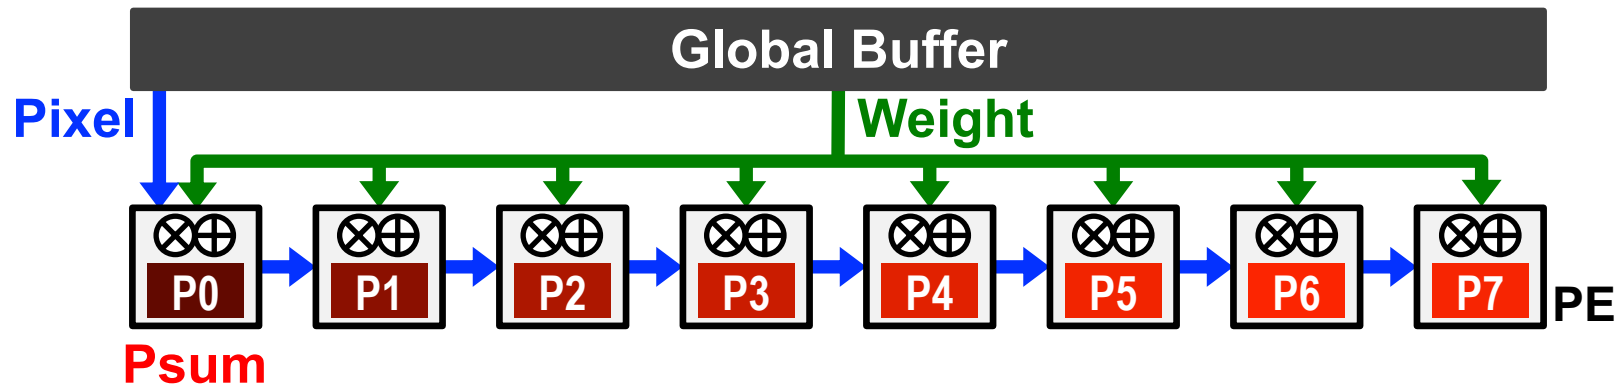 Global Buffer
Pixel
Weight
P0 P1 P2 P3 P4 P5 P6 P7
PE
Psum